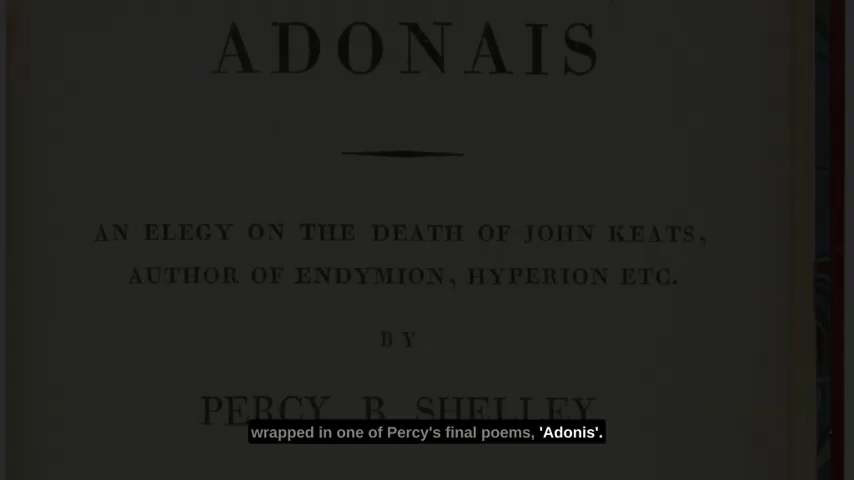 ADONAIS
AN ELEGY ON THE DEATH OF JOHN KEATS,
AUTHOR OF ENDYMION, HYPERION ETC.
BY
PERCY B. SHELLEY
wrapped in one of Percy's final poems, 'Adonis'.